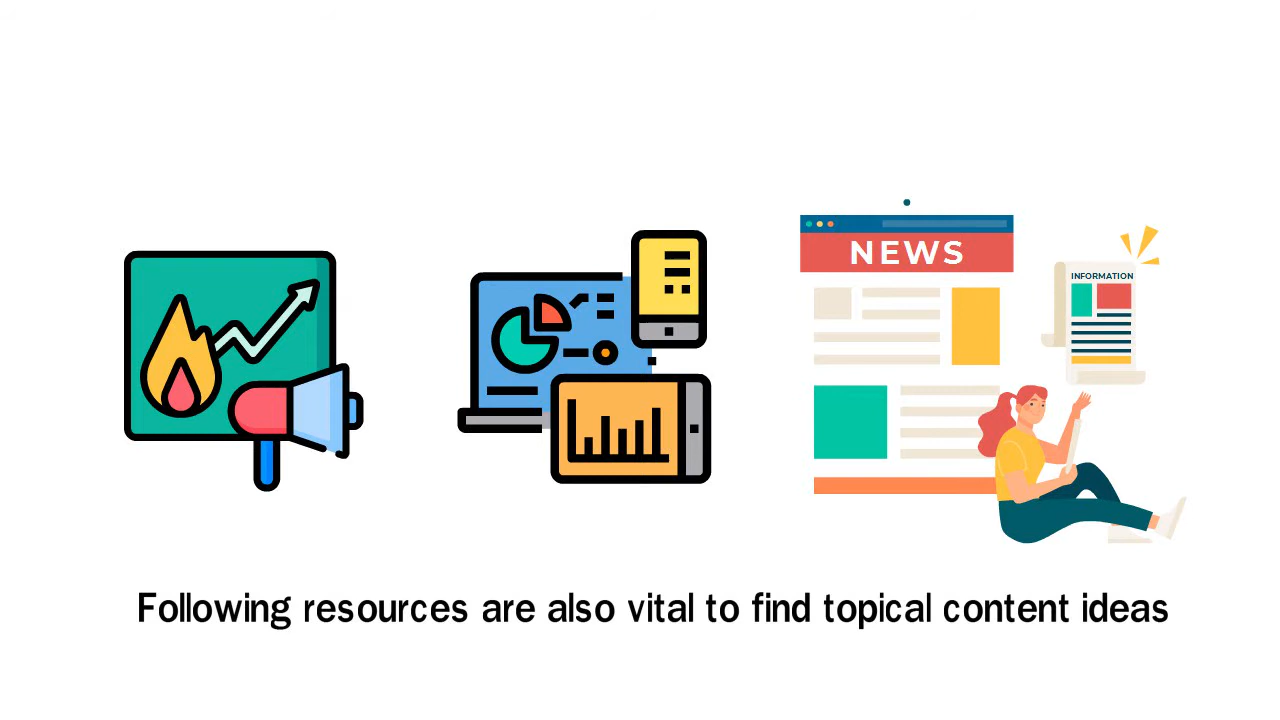 NEWS
INFORMATION
Following resources are also vital to find topical content ideas